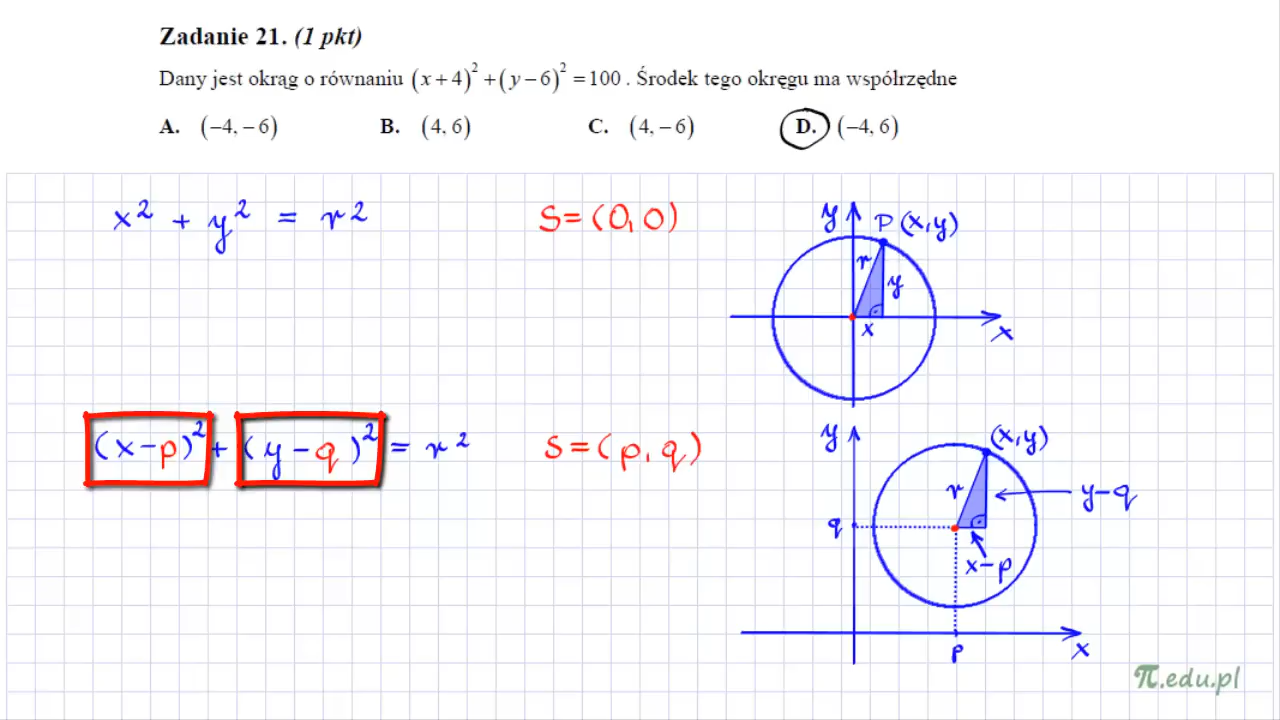 Zadanie 21. (1 pkt)
Dany jest okrąg o równaniu (x+4)²+(y−6)²=100. Środek tego okręgu ma współrzędne
A. (−4,−6) B. (4,6) C. (4,−6) D. (−4,6)
x² + y² = r² S=(0,0)
y P(x,y)
r y
x x
(x−p)²+(y−q)² = r² S=(p,q)
y (x,y)
r y−q
q
x−p
p x
π.edu.pl